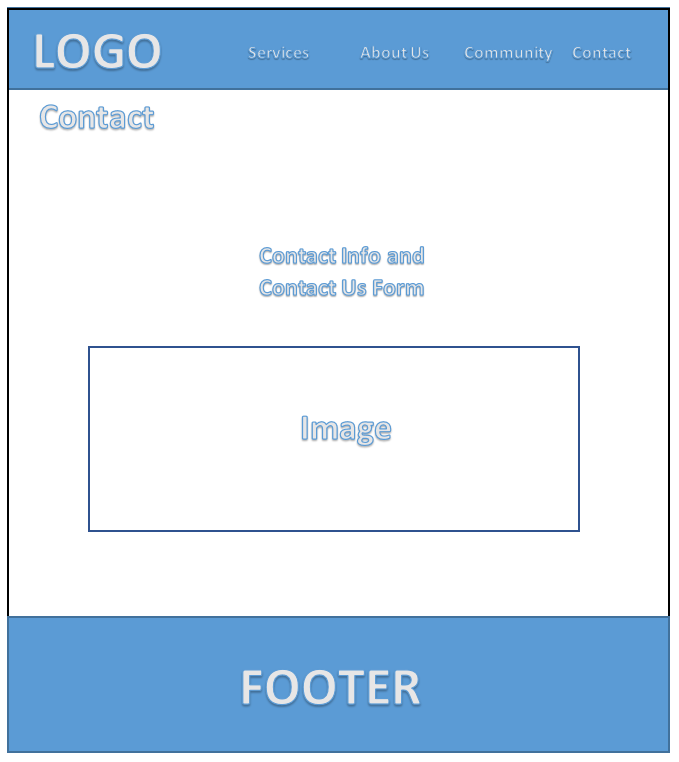 LOGO
Services About Us Community Contact
Contact
Contact Info and
Contact Us Form
Image
FOOTER